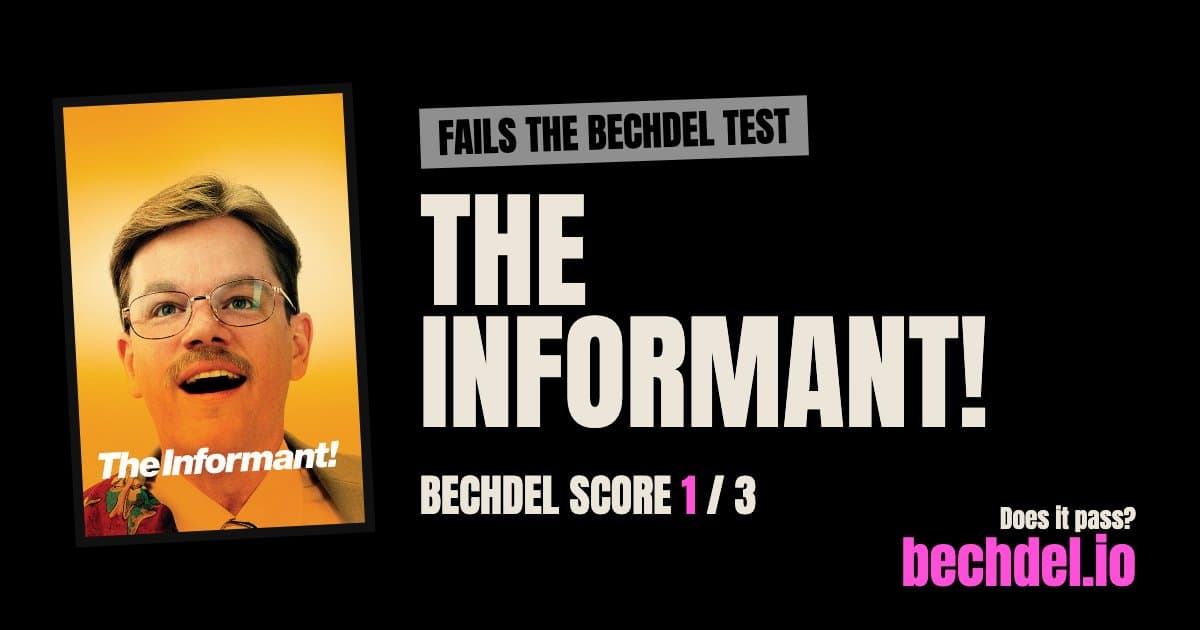 FAILS THE BECHDEL TEST
THE
INFORMANT!
BECHDEL SCORE 1 / 3
The Informant!
Does it pass?
bechdel.io